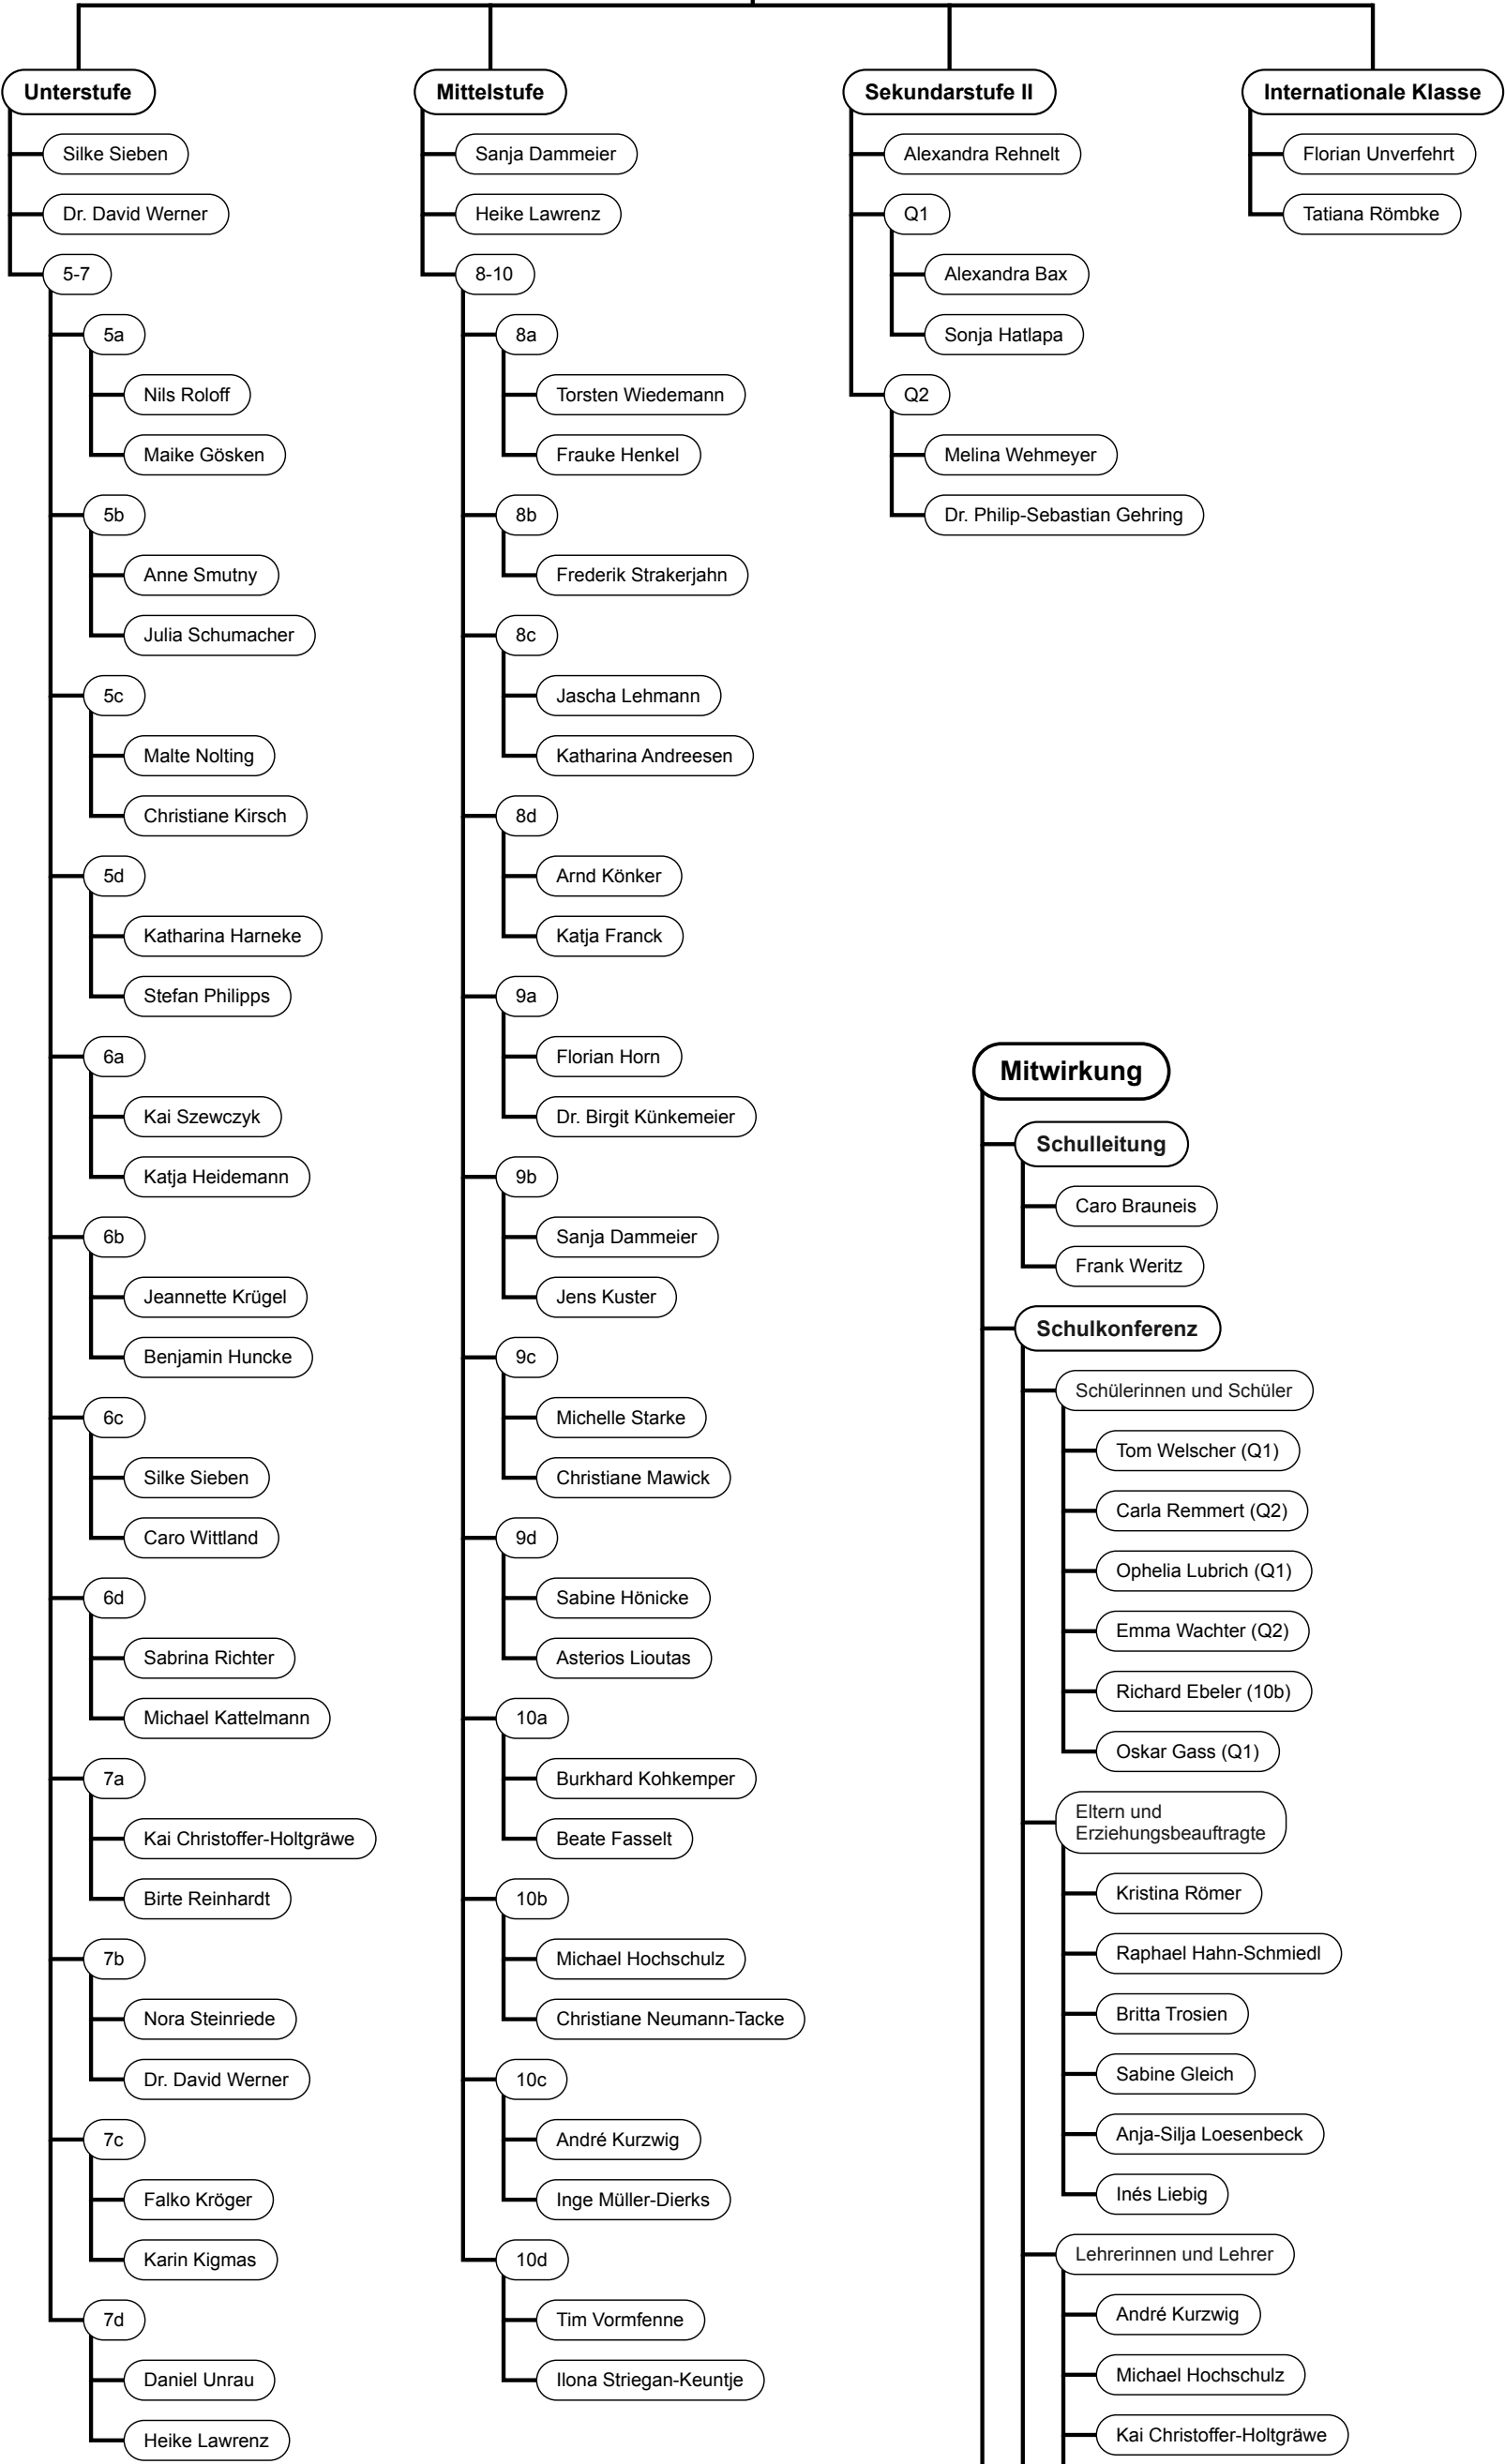 Unterstufe
Silke Sieben
Dr. David Werner
5-7
5a
Nils Roloff
Maike Gösken
5b
Anne Smutny
Julia Schumacher
5c
Malte Nolting
Christiane Kirsch
5d
Katharina Harneke
Stefan Philipps
6a
Kai Szewczyk
Katja Heidemann
6b
Jeannette Krügel
Benjamin Huncke
6c
Silke Sieben
Caro Wittland
6d
Sabrina Richter
Michael Kattelmann
7a
Kai Christoffer-Holtgräwe
Birte Reinhardt
7b
Nora Steinriede
Dr. David Werner
7c
Falko Kröger
Karin Kigmas
7d
Daniel Unrau
Heike Lawrenz
Mittelstufe
Sanja Dammeier
Heike Lawrenz
8-10
8a
Torsten Wiedemann
Frauke Henkel
8b
Frederik Strakerjahn
8c
Jascha Lehmann
Katharina Andreesen
8d
Arnd Könker
Katja Franck
9a
Florian Horn
Dr. Birgit Künkemeier
9b
Sanja Dammeier
Jens Kuster
9c
Michelle Starke
Christiane Mawick
9d
Sabine Hönicke
Asterios Lioutas
10a
Burkhard Kohkemper
Beate Fasselt
10b
Michael Hochschulz
Christiane Neumann-Tacke
10c
André Kurzwig
Inge Müller-Dierks
10d
Tim Vormfenne
Ilona Striegan-Keuntje
Sekundarstufe II
Alexandra Rehnelt
Q1
Alexandra Bax
Sonja Hatlapa
Q2
Melina Wehmeyer
Dr. Philip-Sebastian Gehring
Internationale Klasse
Florian Unverfehrt
Tatiana Römbke
Mitwirkung
Schulleitung
Caro Brauneis
Frank Weritz
Schulkonferenz
Schülerinnen und Schüler
Tom Welscher (Q1)
Carla Remmert (Q2)
Ophelia Lubrich (Q1)
Emma Wachter (Q2)
Richard Ebeler (10b)
Oskar Gass (Q1)
Eltern und
Erziehungsbeauftragte
Kristina Römer
Raphael Hahn-Schmiedl
Britta Trosien
Sabine Gleich
Anja-Silja Loesenbeck
Inés Liebig
Lehrerinnen und Lehrer
André Kurzwig
Michael Hochschulz
Kai Christoffer-Holtgräwe